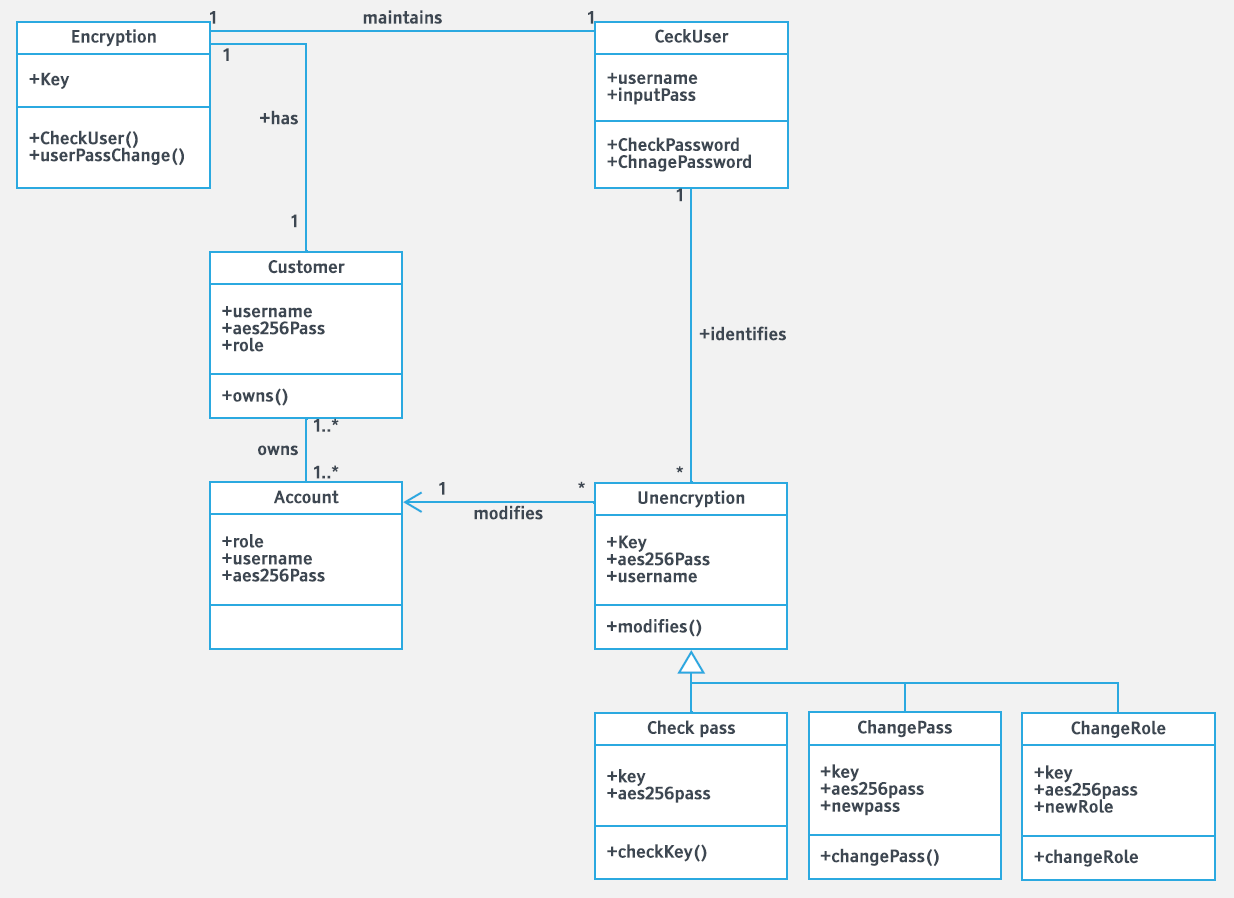 1 maintains 1
Encryption
+Key
+CheckUser()
+userPassChange()
CeckUser
+username
+inputPass
+CheckPassword
+ChnagePassword
1
+has
1
1
+identifies
*
Customer
+username
+aes256Pass
+role
+owns()
1..*
owns
1..*
Account
+role
+username
+aes256Pass
1 *
modifies
Unencryption
+Key
+aes256Pass
+username
+modifies()
Check pass
+key
+aes256pass
+checkKey()
ChangePass
+key
+aes256pass
+newpass
+changePass()
ChangeRole
+key
+aes256pass
+newRole
+changeRole